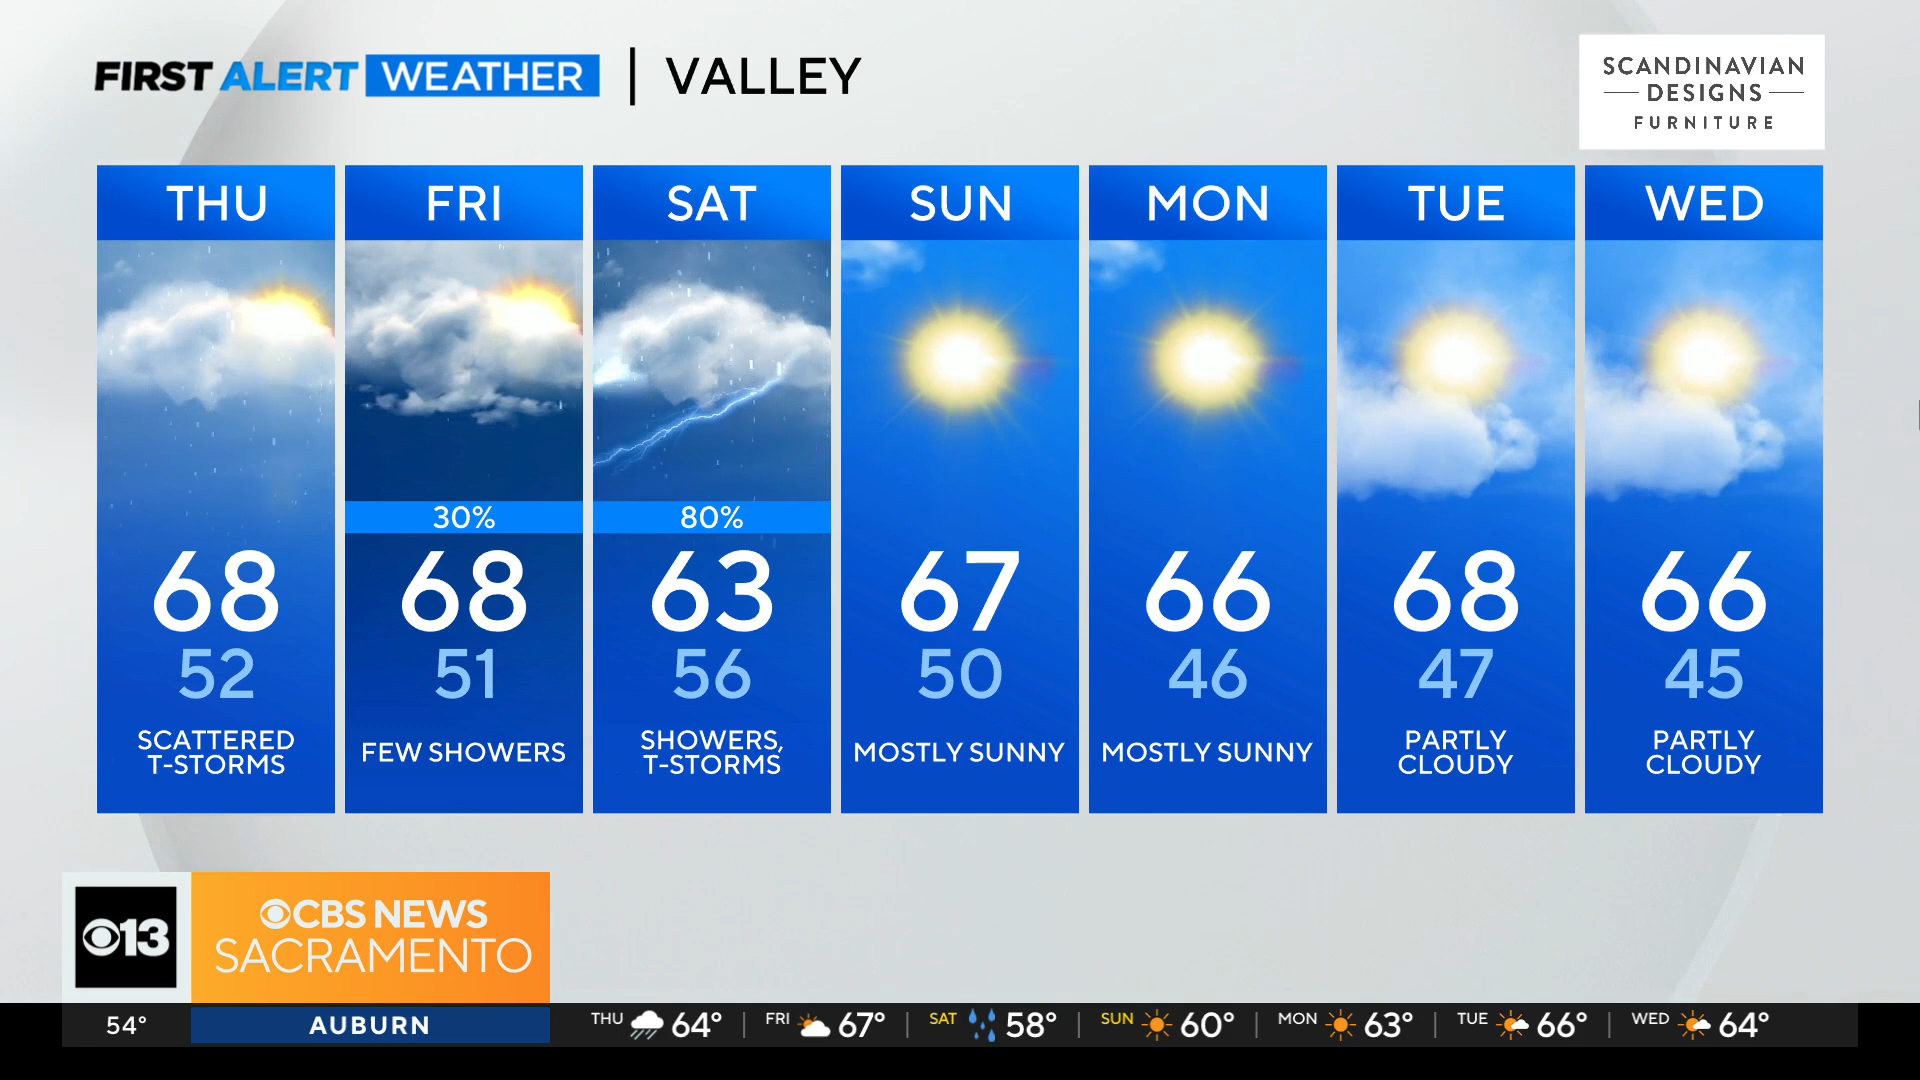 FIRST ALERT WEATHER | VALLEY
SCANDINAVIAN
DESIGNS
FURNITURE
THU
68
52
SCATTERED
T-STORMS
FRI
30%
68
51
FEW SHOWERS
SAT
80%
63
56
SHOWERS,
T-STORMS
SUN
67
50
MOSTLY SUNNY
MON
66
46
MOSTLY SUNNY
TUE
68
47
PARTLY
CLOUDY
WED
66
45
PARTLY
CLOUDY
13
CBS NEWS
SACRAMENTO
54° AUBURN THU 64° | FRI 67° | SAT 58° | SUN 60° | MON 63° | TUE 66° | WED 64°